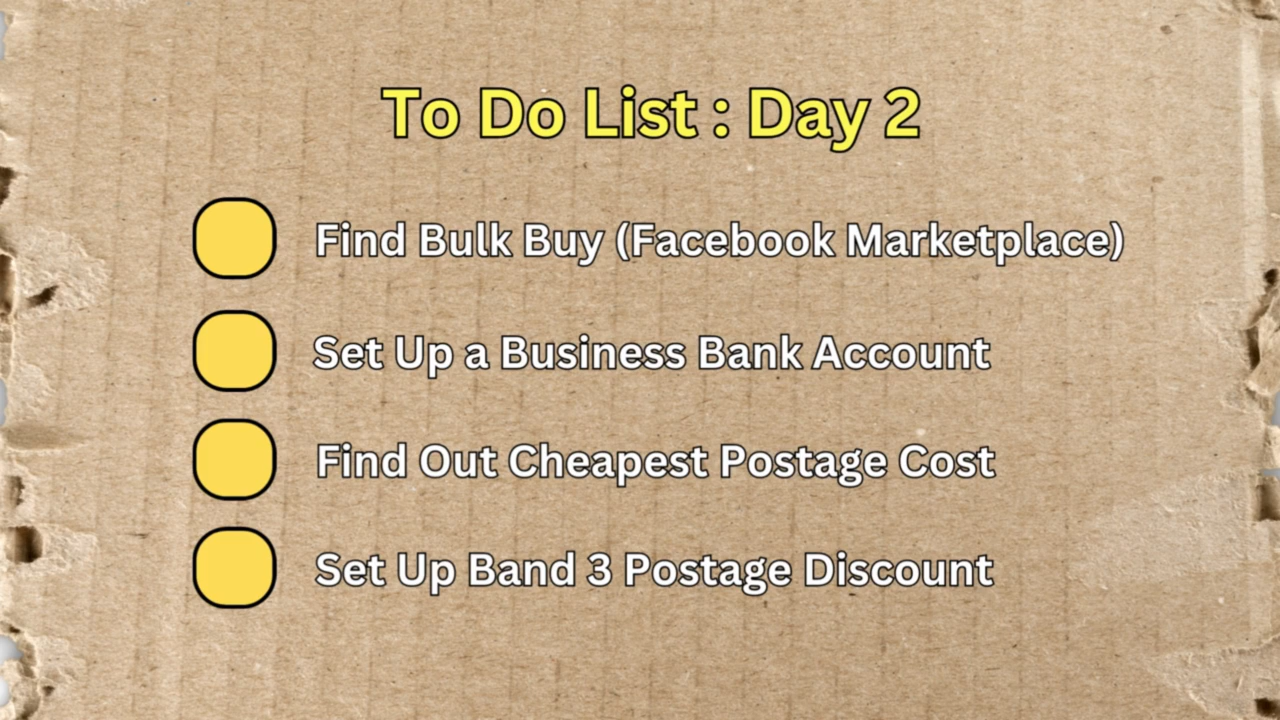 To Do List : Day 2
Find Bulk Buy (Facebook Marketplace)
Set Up a Business Bank Account
Find Out Cheapest Postage Cost
Set Up Band 3 Postage Discount